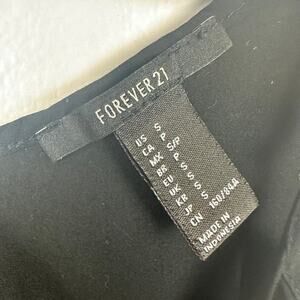 FOREVER 21
US S
CA P
MX S/P
BR P
EU S
UK S
KR S
JP S
CN 160/84A
MADE IN
INDONESIA